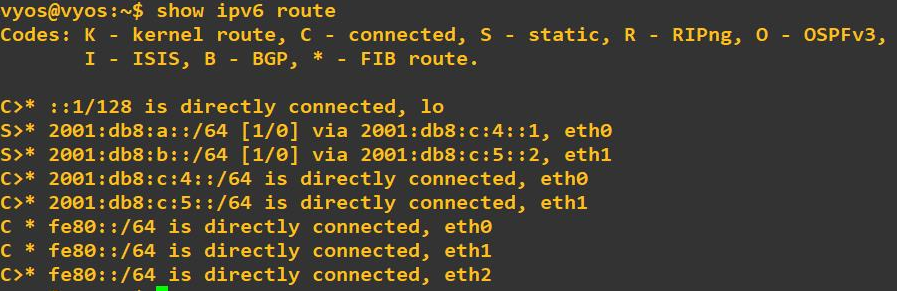 vyos@vyos:~$ show ipv6 route
Codes: K - kernel route, C - connected, S - static, R - RIPng, O - OSPFv3,
       I - ISIS, B - BGP, * - FIB route.

C>* ::1/128 is directly connected, lo
S>* 2001:db8:a::/64 [1/0] via 2001:db8:c:4::1, eth0
S>* 2001:db8:b::/64 [1/0] via 2001:db8:c:5::2, eth1
C>* 2001:db8:c:4::/64 is directly connected, eth0
C>* 2001:db8:c:5::/64 is directly connected, eth1
C * fe80::/64 is directly connected, eth0
C * fe80::/64 is directly connected, eth1
C>* fe80::/64 is directly connected, eth2